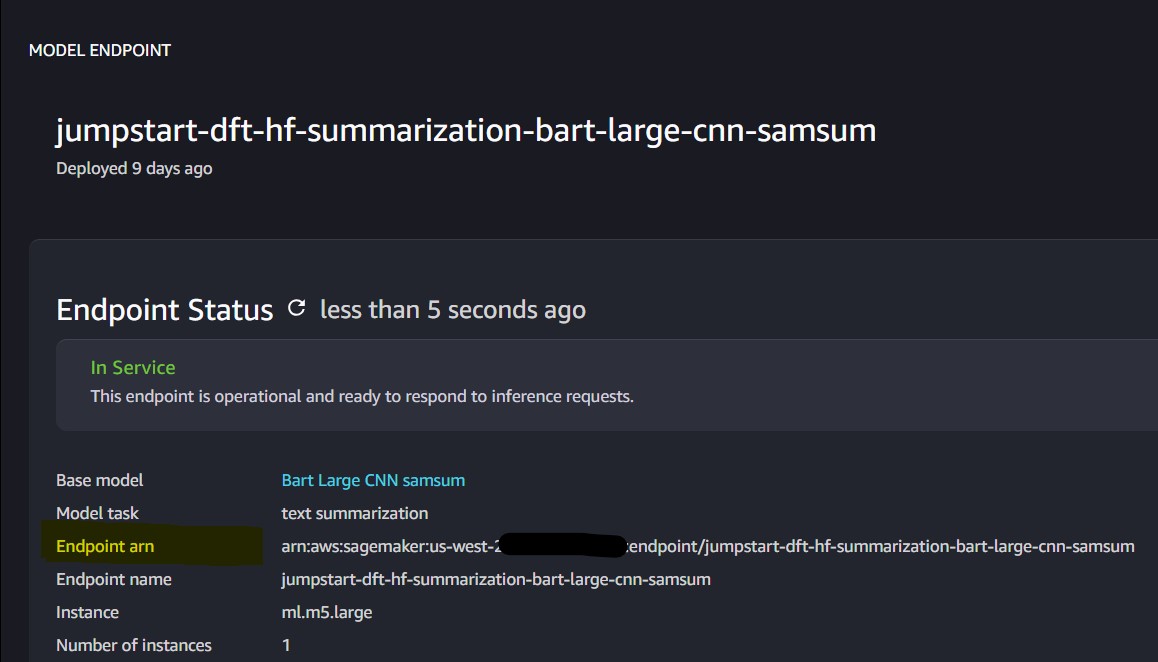 MODEL ENDPOINT
jumpstart-dft-hf-summarization-bart-large-cnn-samsum
Deployed 9 days ago
Endpoint Status less than 5 seconds ago
In Service
This endpoint is operational and ready to respond to inference requests.
Base model Bart Large CNN samsum
Model task text summarization
Endpoint arn arn:aws:sagemaker:us-west-2 :endpoint/jumpstart-dft-hf-summarization-bart-large-cnn-samsum
Endpoint name jumpstart-dft-hf-summarization-bart-large-cnn-samsum
Instance ml.m5.large
Number of instances 1